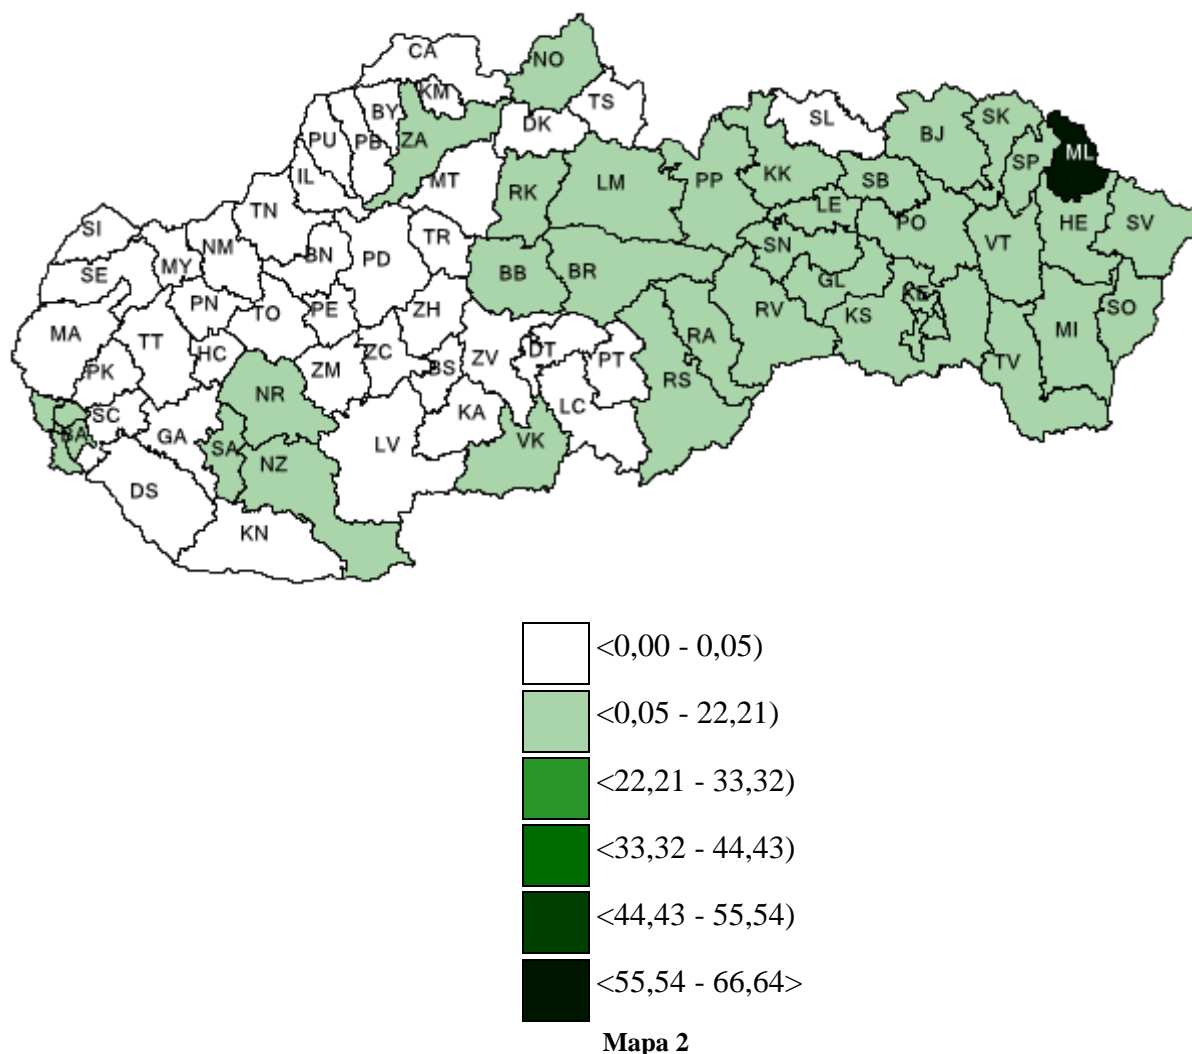 CA
NO
KM
TS
BY
PU
PB
ZA
DK
SL
BJ
SK
SP
ML
IL
MT
RK
LM
PP
KK
SB
LE
PO
HE
SV
TN
SI
NM
BN
PD
TR
SN
VT
SE
MY
BB
BR
GL
KE
PN
TO
PE
ZH
RV
KS
SO
MA
TT
HC
ZM
ZC
BS
ZV
DT
PT
RA
MI
PK
NR
RS
TV
SC
BA
GA
SA
NZ
LV
KA
LC
VK
DS
KN
<0,00 - 0,05)
<0,05 - 22,21)
<22,21 - 33,32)
<33,32 - 44,43)
<44,43 - 55,54)
<55,54 - 66,64>
Mapa 2